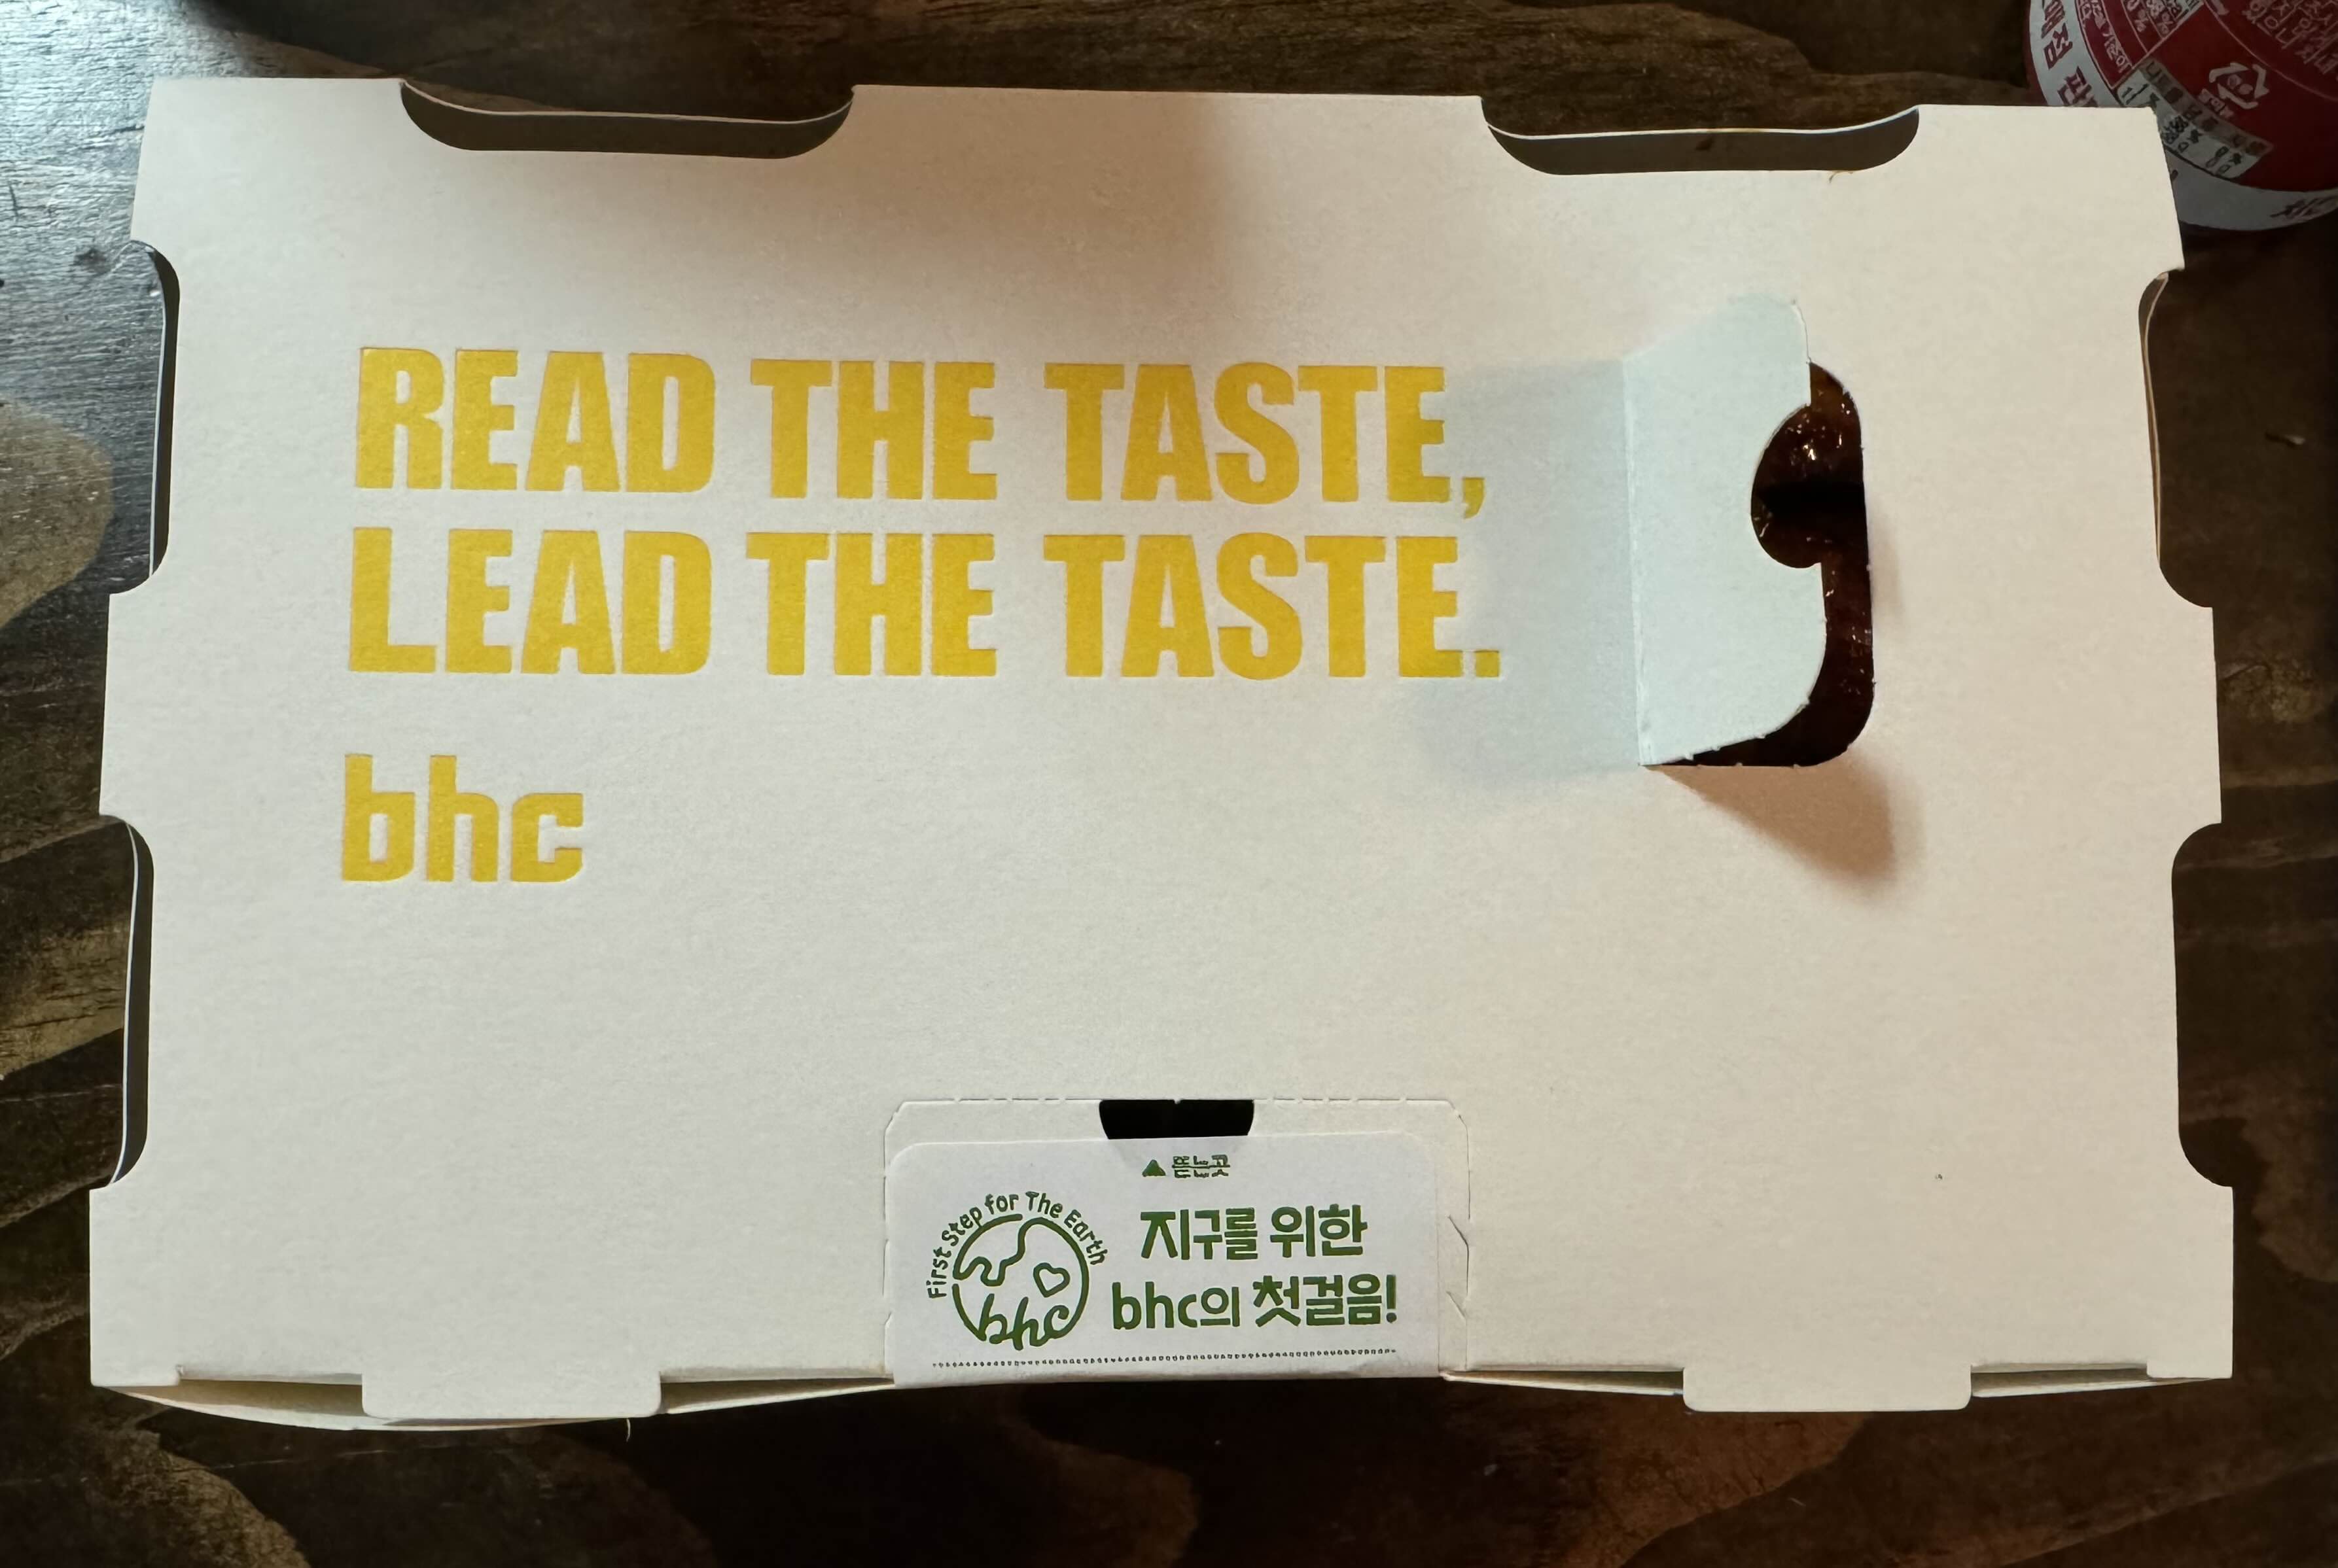 READ THE TASTE,
LEAD THE TASTE.
bhc
▲ 뜯는곳
First Step for The Earth
bhc
지구를 위한
bhc의 첫걸음!